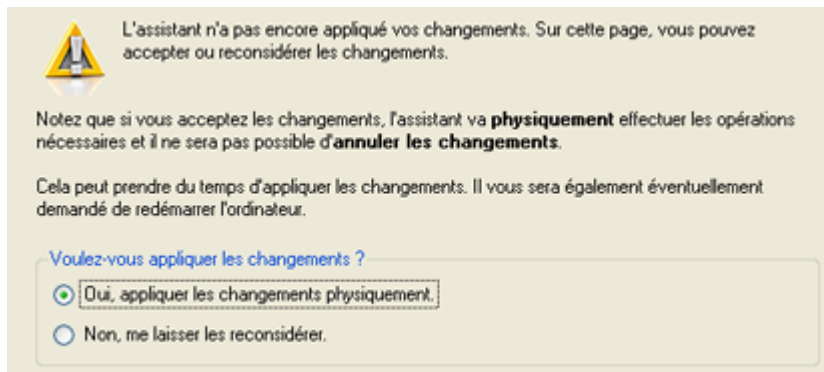 L'assistant n'a pas encore appliqué vos changements. Sur cette page, vous pouvez
accepter ou reconsidérer les changements.
Notez que si vous acceptez les changements, l'assistant va physiquement effectuer les opérations
nécessaires et il ne sera pas possible d'annuler les changements.
Cela peut prendre du temps d'appliquer les changements. Il vous sera également éventuellement
demandé de redémarrer l'ordinateur.
Voulez-vous appliquer les changements ?
Oui, appliquer les changements physiquement.
Non, me laisser les reconsidérer.